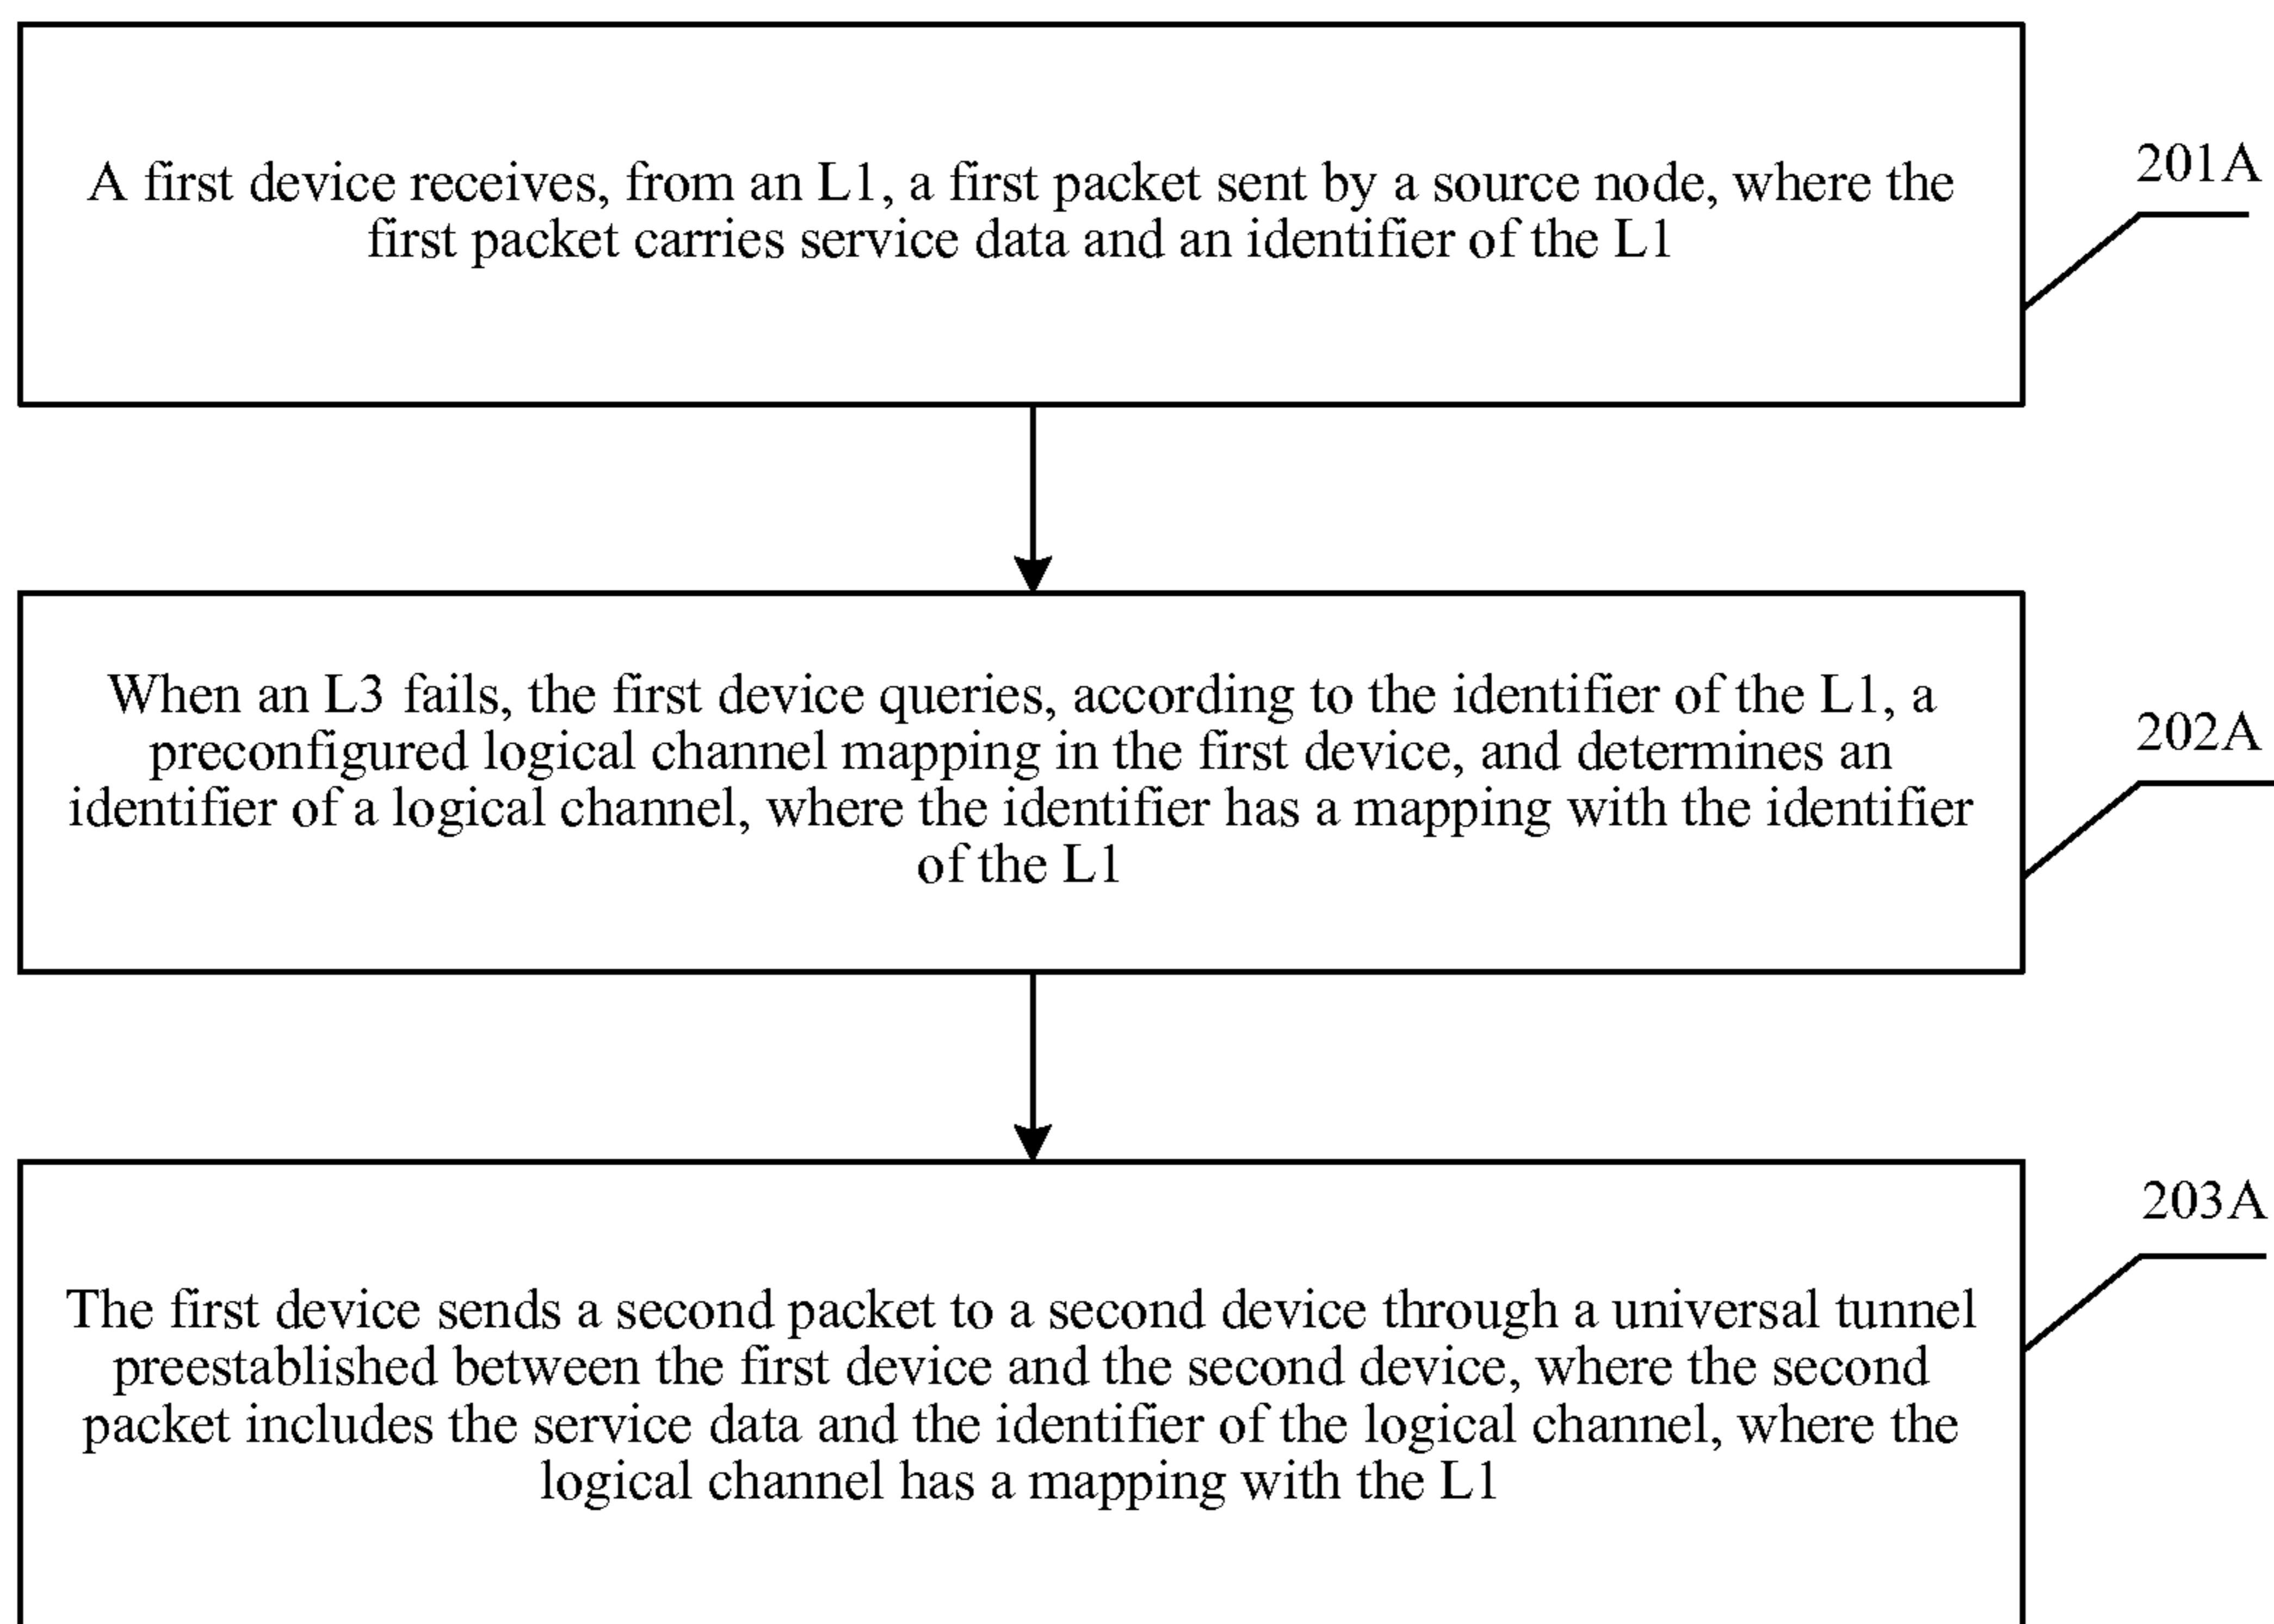 A first device receives, from an L1, a first packet sent by a source node, where the
first packet carries service data and an identifier of the L1
201A
When an L3 fails, the first device queries, according to the identifier of the L1, a
preconfigured logical channel mapping in the first device, and determines an
identifier of a logical channel, where the identifier has a mapping with the identifier
of the L1
202A
The first device sends a second packet to a second device through a universal tunnel
preestablished between the first device and the second device, where the second
packet includes the service data and the identifier of the logical channel, where the
logical channel has a mapping with the L1
203A